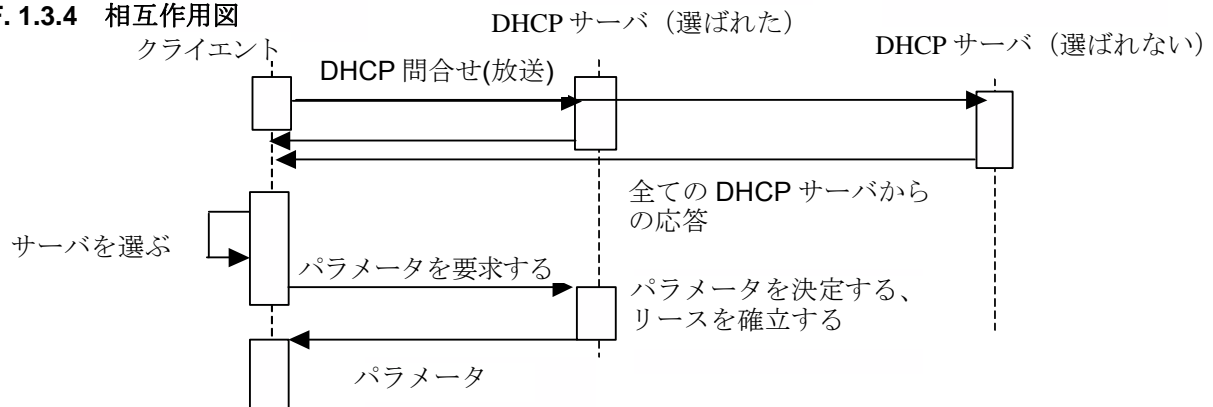 F. 1.3.4 相互作用図
DHCP サーバ（選ばれた）
DHCP サーバ（選ばれない）
クライエント
DHCP 問合せ(放送)
全ての DHCP サーバから
の応答
サーバを選ぶ
パラメータを要求する
パラメータを決定する、
リースを確立する
パラメータ